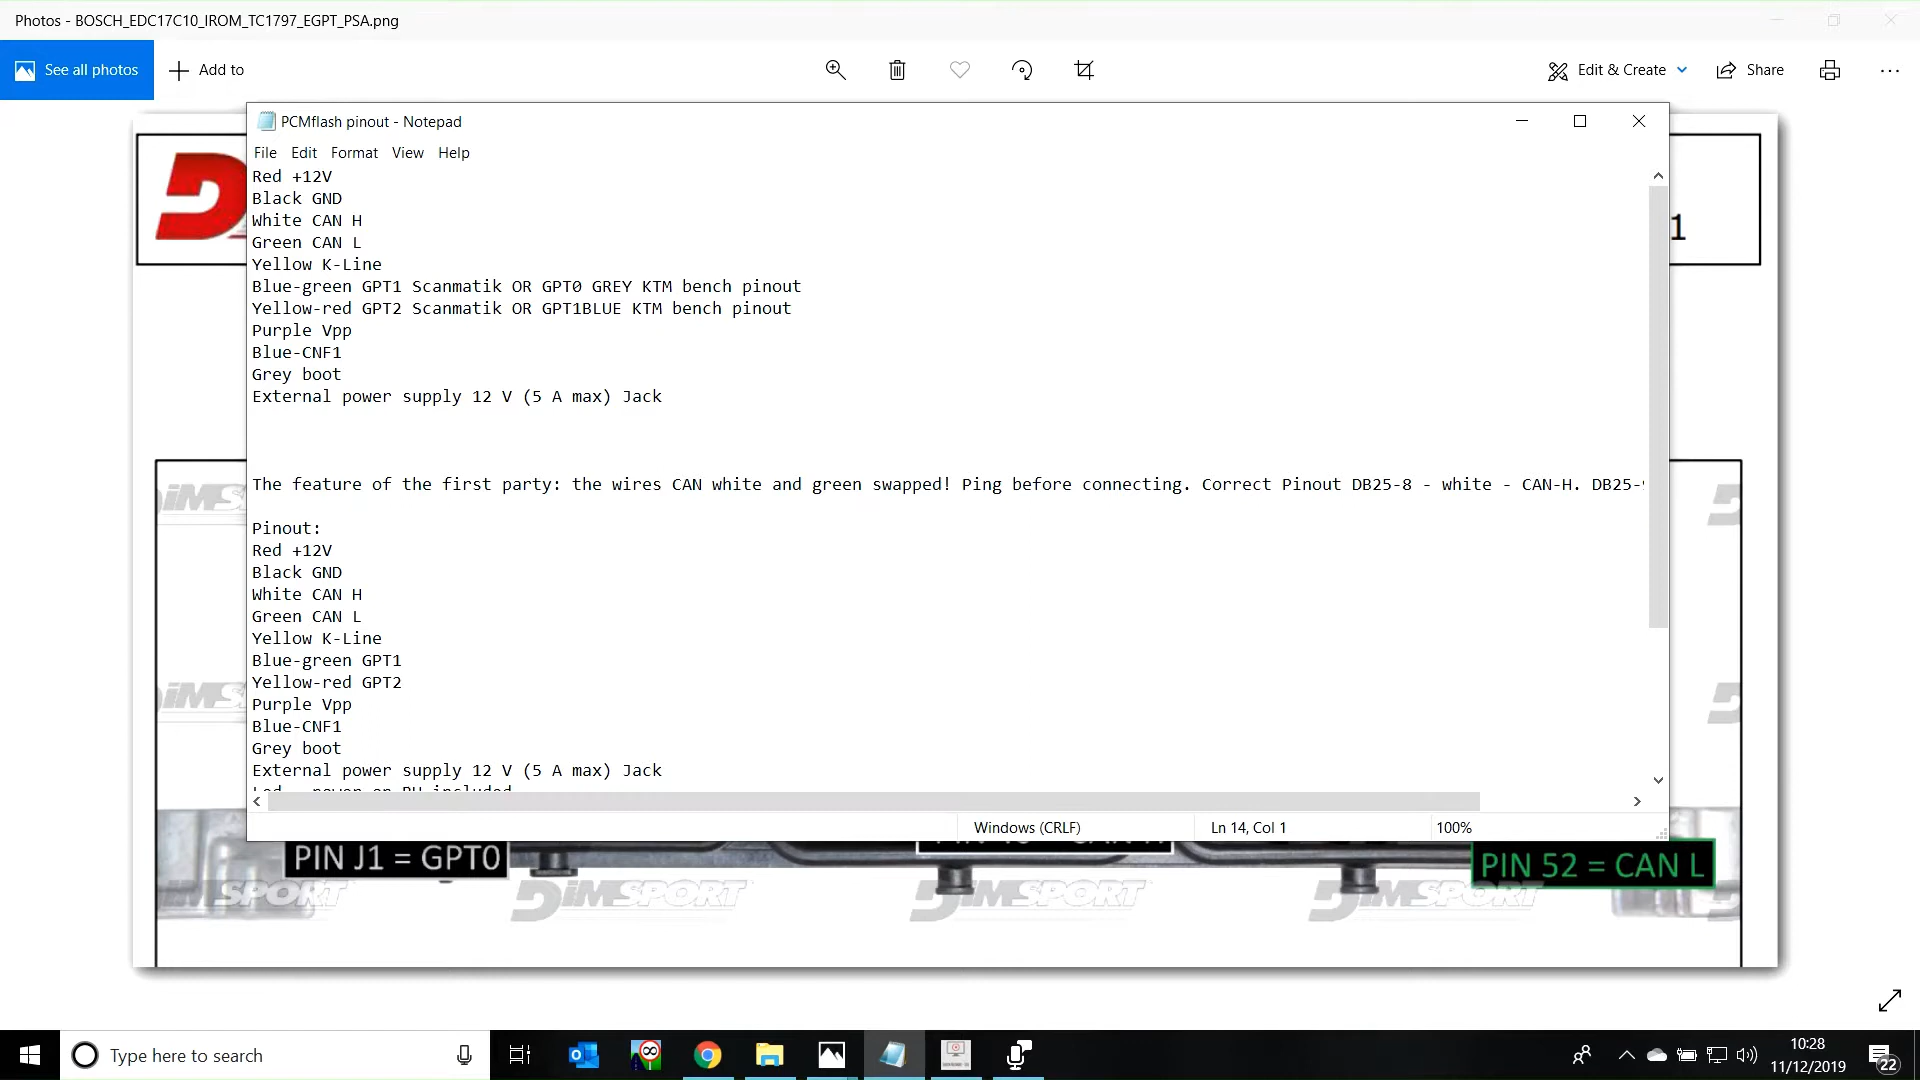 Photos - BOSCH_EDC17C10_IROM_TC1797_EGPT_PSA.png
See all photos
Add to
Edit & Create
Share
PCMflash pinout - Notepad
File Edit Format View Help
Red +12V
Black GND
White CAN H
Green CAN L
Yellow K-Line
Blue-green GPT1 Scanmatik OR GPT0 GREY KTM bench pinout
Yellow-red GPT2 Scanmatik OR GPT1BLUE KTM bench pinout
Purple Vpp
Blue-CNF1
Grey boot
External power supply 12 V (5 A max) Jack
1
The feature of the first party: the wires CAN white and green swapped! Ping before connecting. Correct Pinout DB25-8 - white - CAN-H. DB25-
Pinout:
Red +12V
Black GND
White CAN H
Green CAN L
Yellow K-Line
Blue-green GPT1
Yellow-red GPT2
Purple Vpp
Blue-CNF1
Grey boot
External power supply 12 V (5 A max) Jack
Windows (CRLF)
Ln 14, Col 1
100%
PIN J1 = GPT0
PIN 52 = CAN L
SPORT
DiMSPORT
DiMSPORT
DiMSPORT
Type here to search
10:28
11/12/2019
22